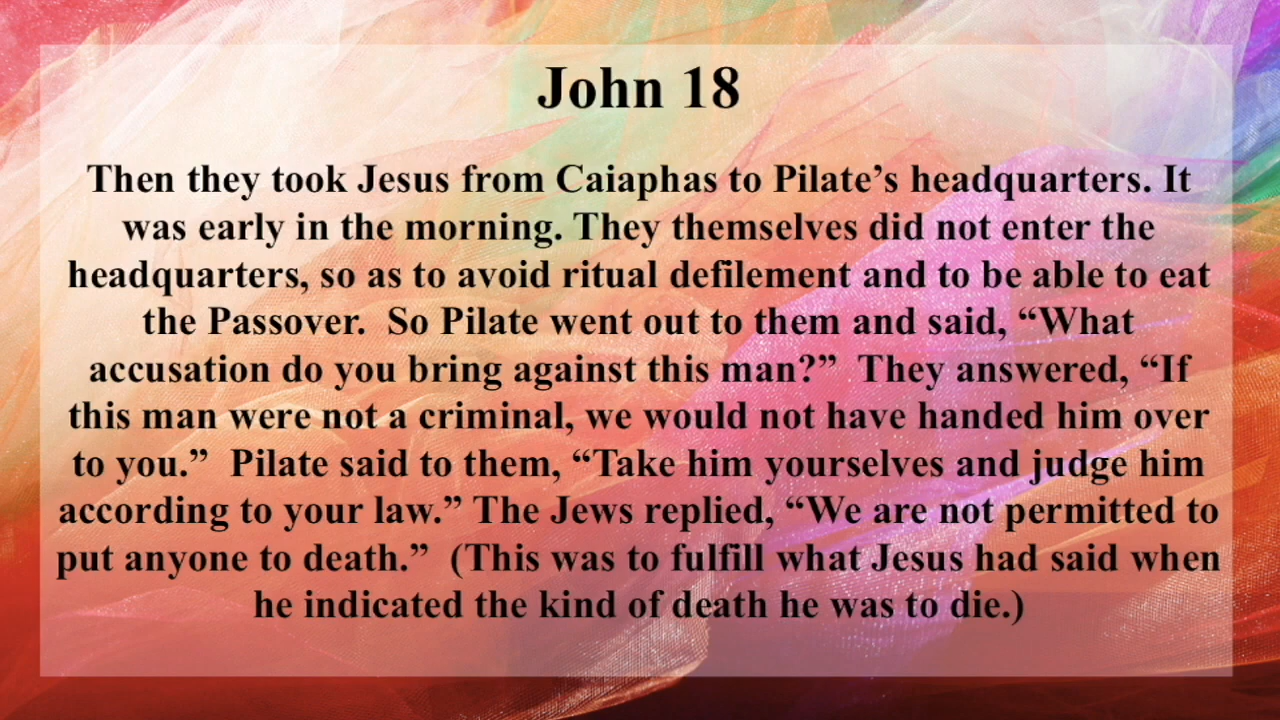 John 18
Then they took Jesus from Caiaphas to Pilate’s headquarters. It
was early in the morning. They themselves did not enter the
headquarters, so as to avoid ritual defilement and to be able to eat
the Passover.  So Pilate went out to them and said, “What
accusation do you bring against this man?”  They answered, “If
this man were not a criminal, we would not have handed him over
to you.”  Pilate said to them, “Take him yourselves and judge him
according to your law.” The Jews replied, “We are not permitted to
put anyone to death.”  (This was to fulfill what Jesus had said when
he indicated the kind of death he was to die.)